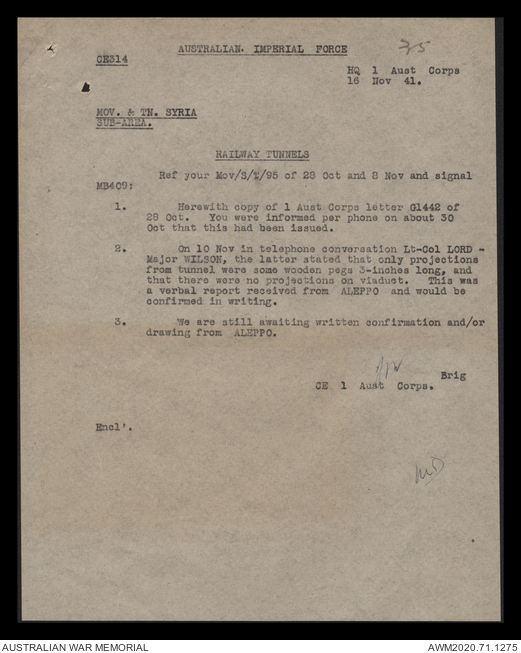 AUSTRALIAN. IMPERIAL FORCE
35
CE314
HQ 1 Aust Corps
16 Nov 41.
MOV. & TN. SYRIA
SUB-AREA.
RAILWAY TUNNELS
Ref your Mov/S/T/95 of 28 Oct and 8 Nov and signal
MB409:
1. Herewith copy of 1 Aust Corps letter G1442 of
28 Oct. You were informed per phone on about 30
Oct that this had been issued.
2. On 10 Nov in telephone conversation Lt-Col LORD -
Major WILSON, the latter stated that only projections
from tunnel were some wooden pegs 3-inches long, and
that there were no projections on viaduct. This was
a verbal report received from ALEPPO and would be
confirmed in writing.
3. We are still awaiting written confirmation and/or
drawing from ALEPPO.
Brig
CE 1 Aust Corps.
Encl'.
AUSTRALIAN WAR MEMORIAL
AWM2020.71.1275